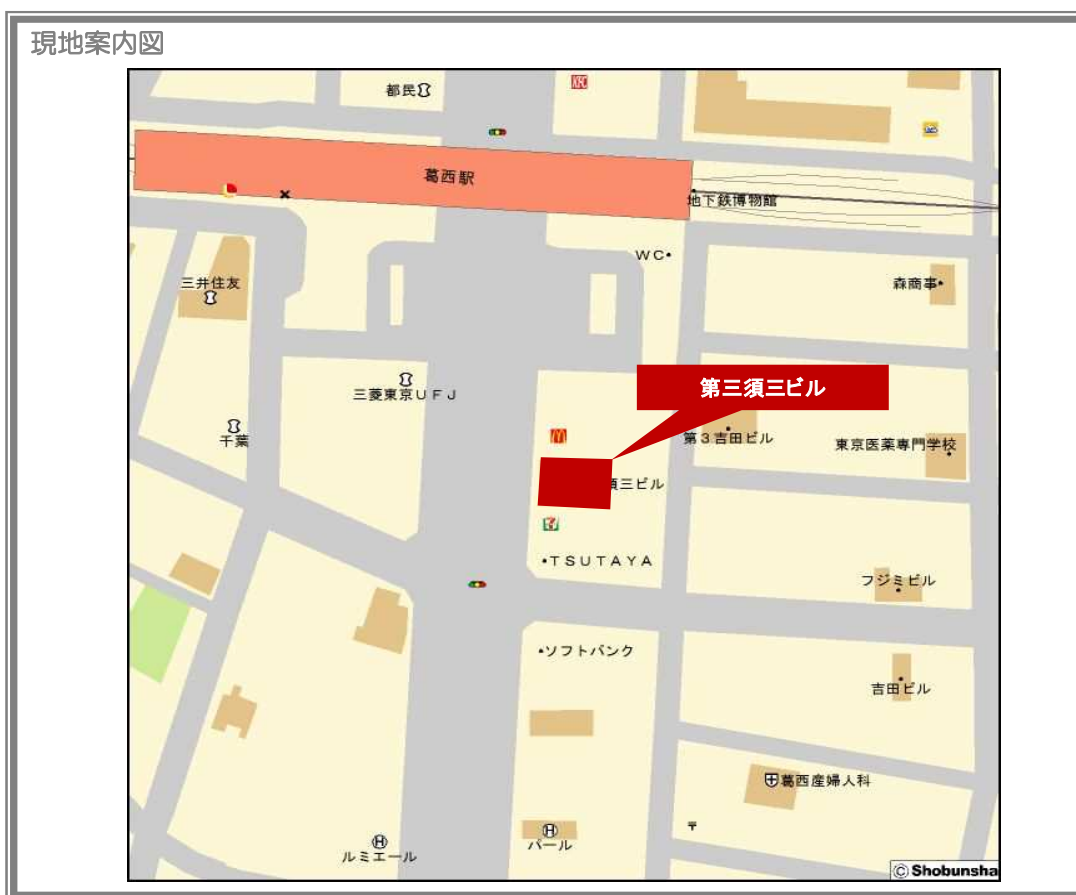 現地案内図
都民
KFC
葛西駅
地下鉄博物館
WC
三井住友
森商事
第三須三ビル
三菱東京UFJ
千葉
第3吉田ビル
東京医薬専門学校
須三ビル
TSUTAYA
フジミビル
ソフトバンク
吉田ビル
葛西産婦人科
〒
H
パール
H
ルミエール
© Shobunsha